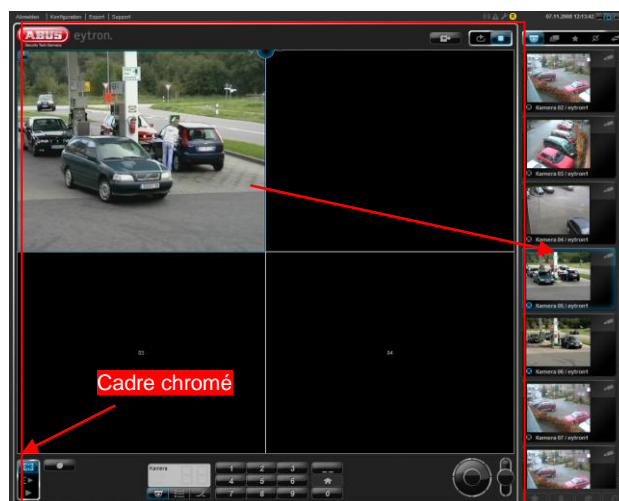 Abmelden | Konfiguration | Export | Support
07.11.2008 12:13:42
ABUS eytron.
Security Tech Germany
Kamera 02 / eytron1
Kamera 03 / eytron1
Kamera 04 / eytron1
Kamera 05 / eytron1
Kamera 06 / eytron1
Kamera 07 / eytron1
03
04
Cadre chromé
Kamera
1 2 3
4 5 6
7 8 9 0